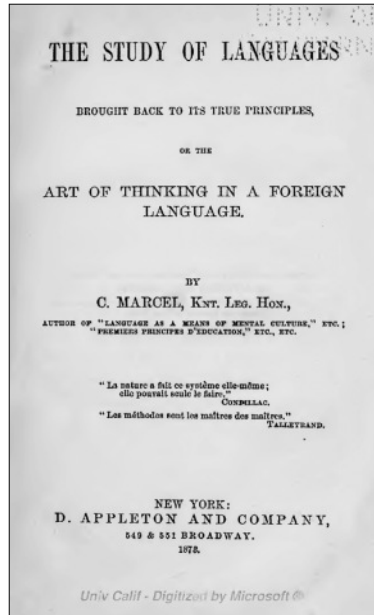 UNIV. OF
THE STUDY OF LANGUAGES
BROUGHT BACK TO ITS TRUE PRINCIPLES,
OR THE
ART OF THINKING IN A FOREIGN
LANGUAGE.
BY
C. MARCEL, KNT. LEG. HON.,
AUTHOR OF "LANGUAGE AS A MEANS OF MENTAL CULTURE," ETC.;
"PREMIERS PRINCIPES D'EDUCATION," ETC., ETC.
"La nature a fait ce système elle-même;
elle pouvait seule le faire."
CONDILLAC.
"Les méthodes sont les maîtres des maîtres."
TALLEYRAND.
NEW YORK:
D. APPLETON AND COMPANY,
549 & 551 BROADWAY.
1873.
Univ Calif - Digitized by Microsoft ®